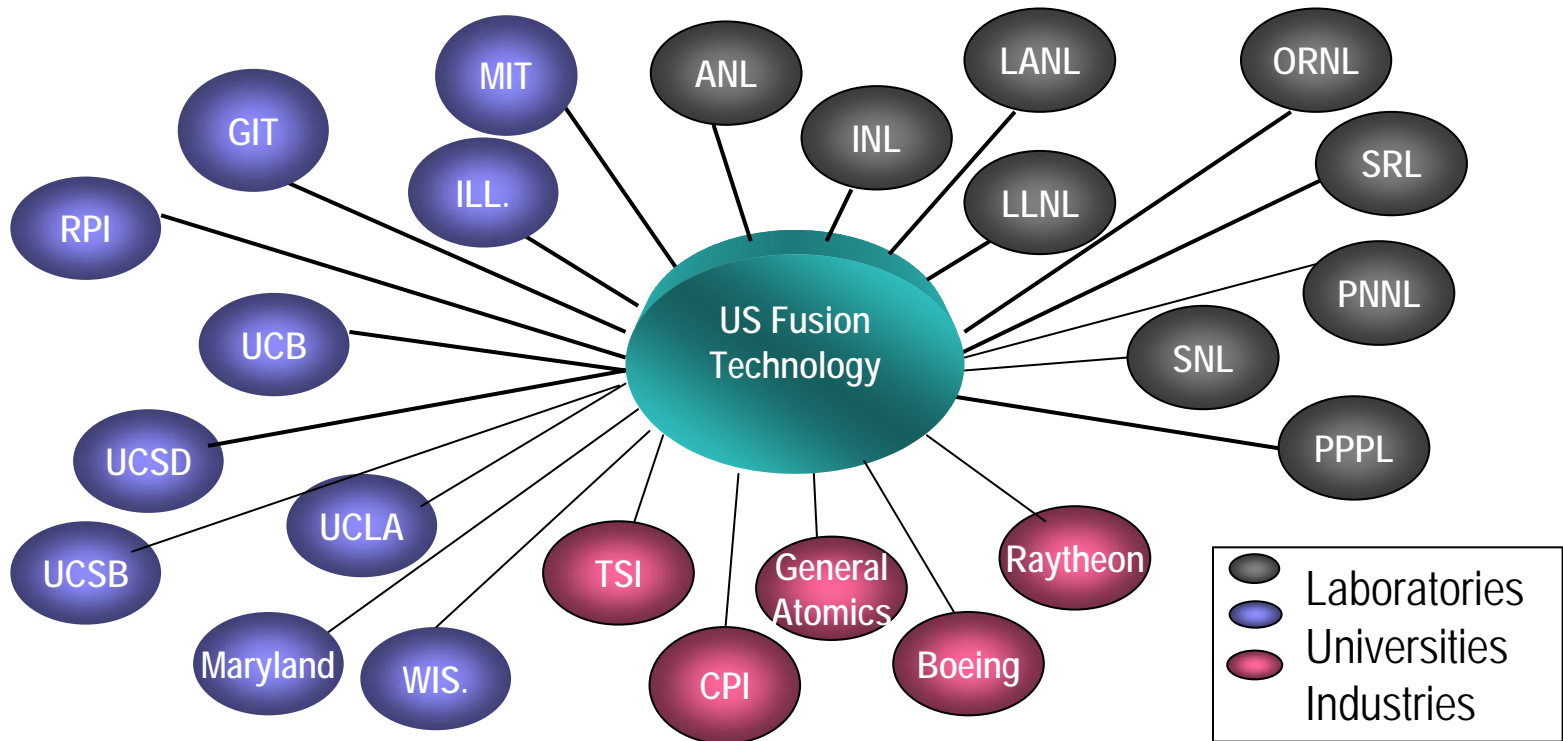 MIT
ANL
LANL
ORNL
GIT
INL
SRL
ILL.
LLNL
RPI
PNNL
US Fusion
Technology
UCB
SNL
UCSD
PPPL
UCLA
UCSB
TSI
General
Atomics
Raytheon
Maryland
WIS.
CPI
Boeing
Laboratories
Universities
Industries